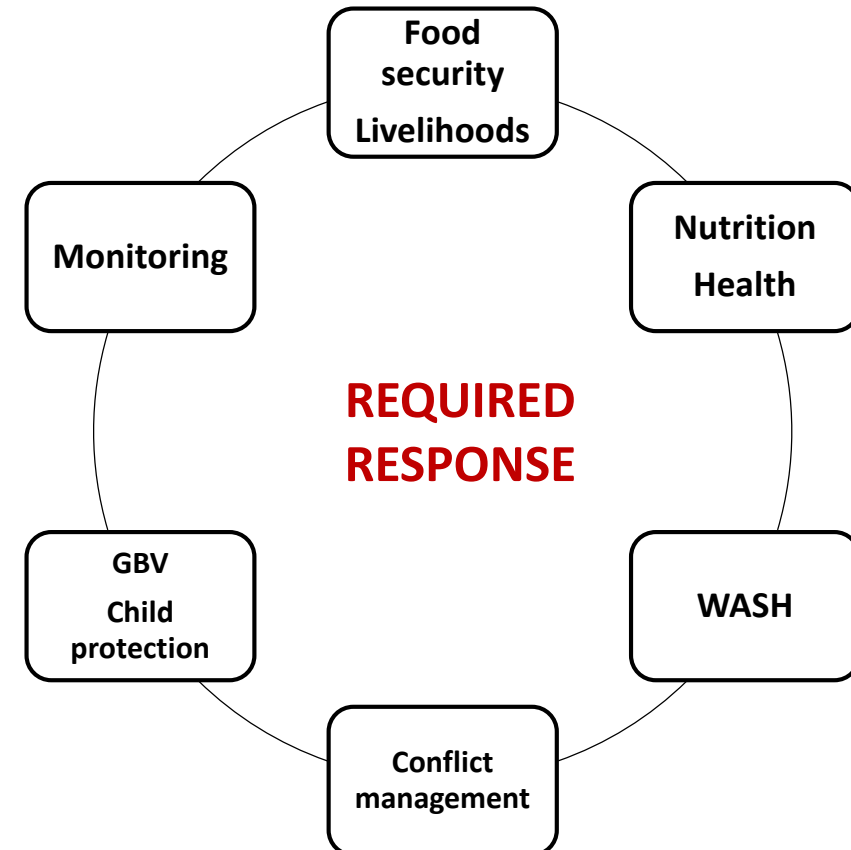 Food
security
Livelihoods
Nutrition
Health
Monitoring
REQUIRED
RESPONSE
GBV
Child
protection
WASH
Conflict
management